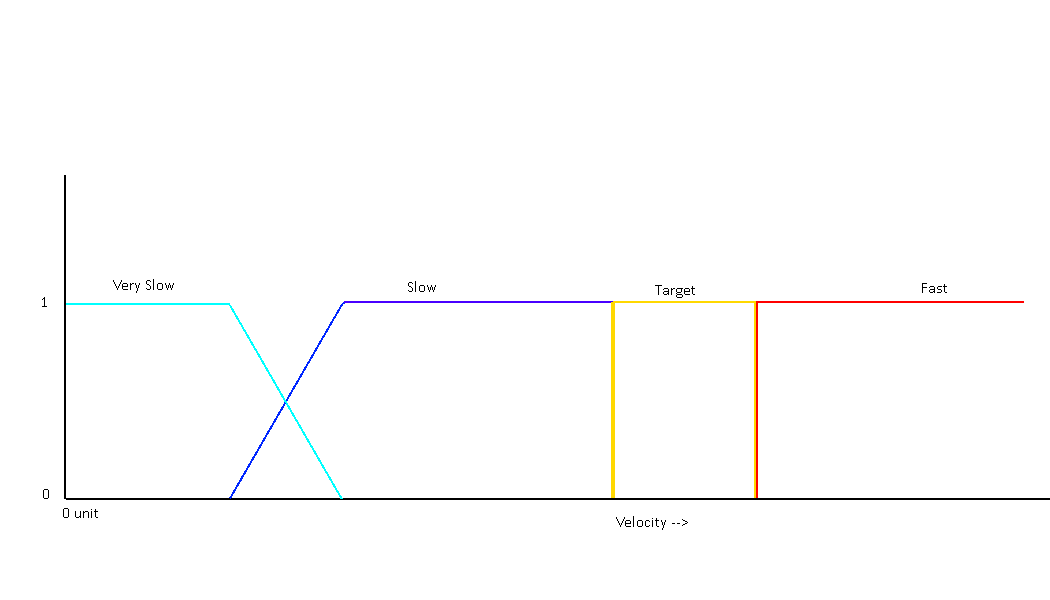 Very Slow
Slow
Target
Fast
1
0
0 unit
Velocity -->